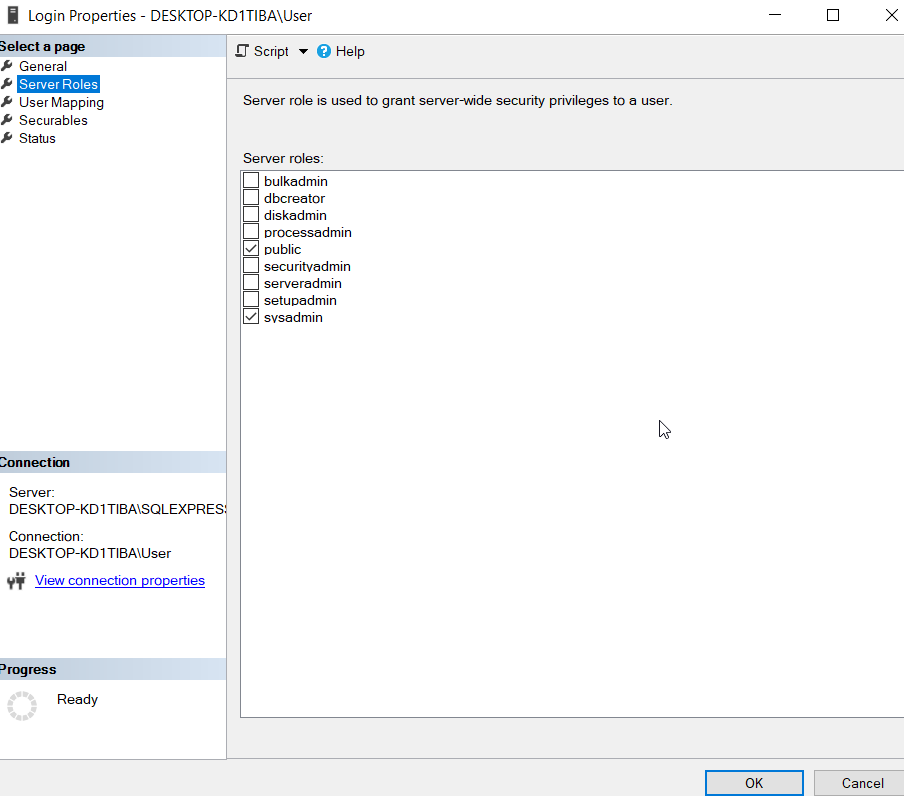 Login Properties - DESKTOP-KD1TIBA\User
Select a page
General
Server Roles
User Mapping
Securables
Status
Script
Help
Server role is used to grant server-wide security privileges to a user.
Server roles:
bulkadmin
dbcreator
diskadmin
processadmin
public
securityadmin
serveradmin
setupadmin
sysadmin
Connection
Server:
DESKTOP-KD1TIBA\SQLEXPRES
Connection:
DESKTOP-KD1TIBA\User
View connection properties
Progress
Ready
OK
Cancel